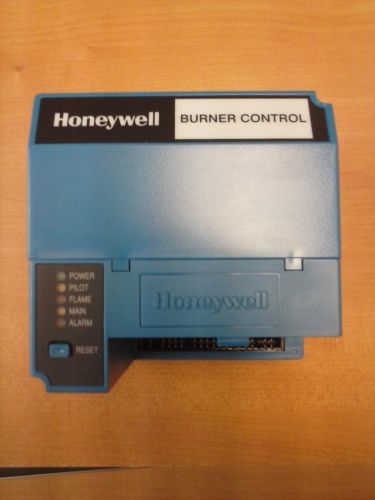 Honeywell
BURNER CONTROL
Honeywell
POWER
PILOT
FLAME
MAIN
ALARM
RESET